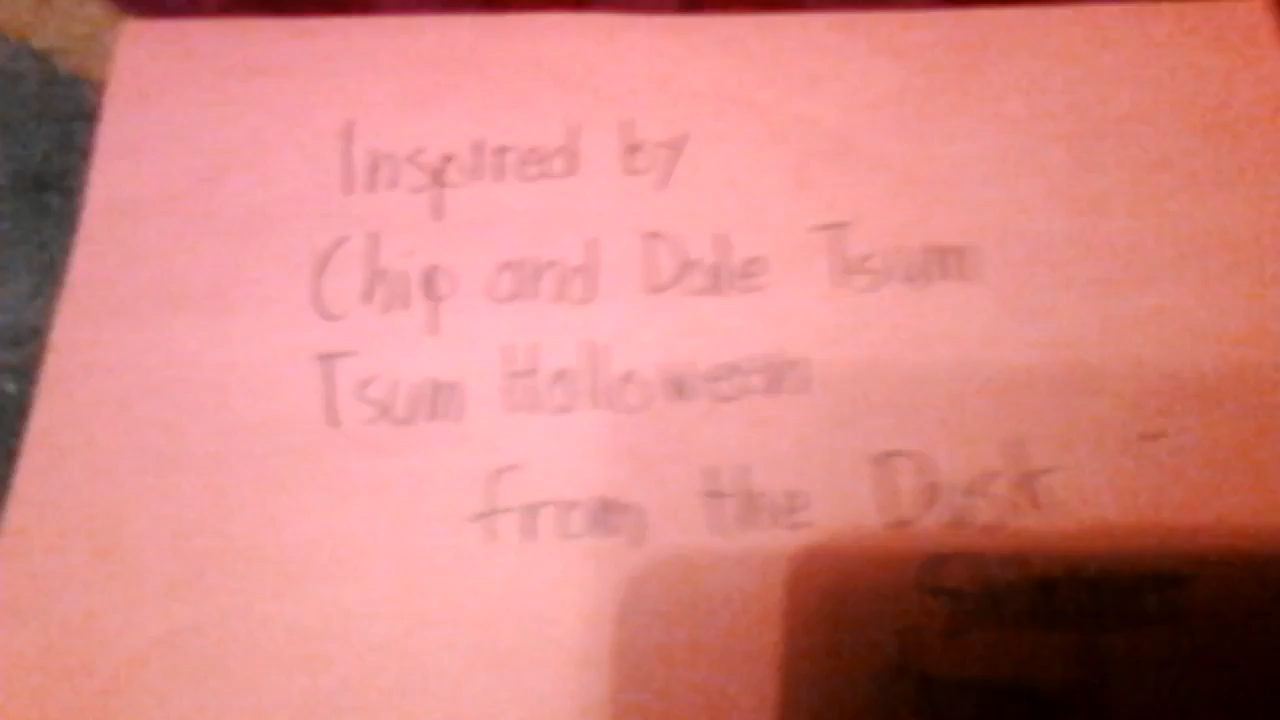 Inspired by
Chip and Dale Tsum
Tsum Halloween
from the